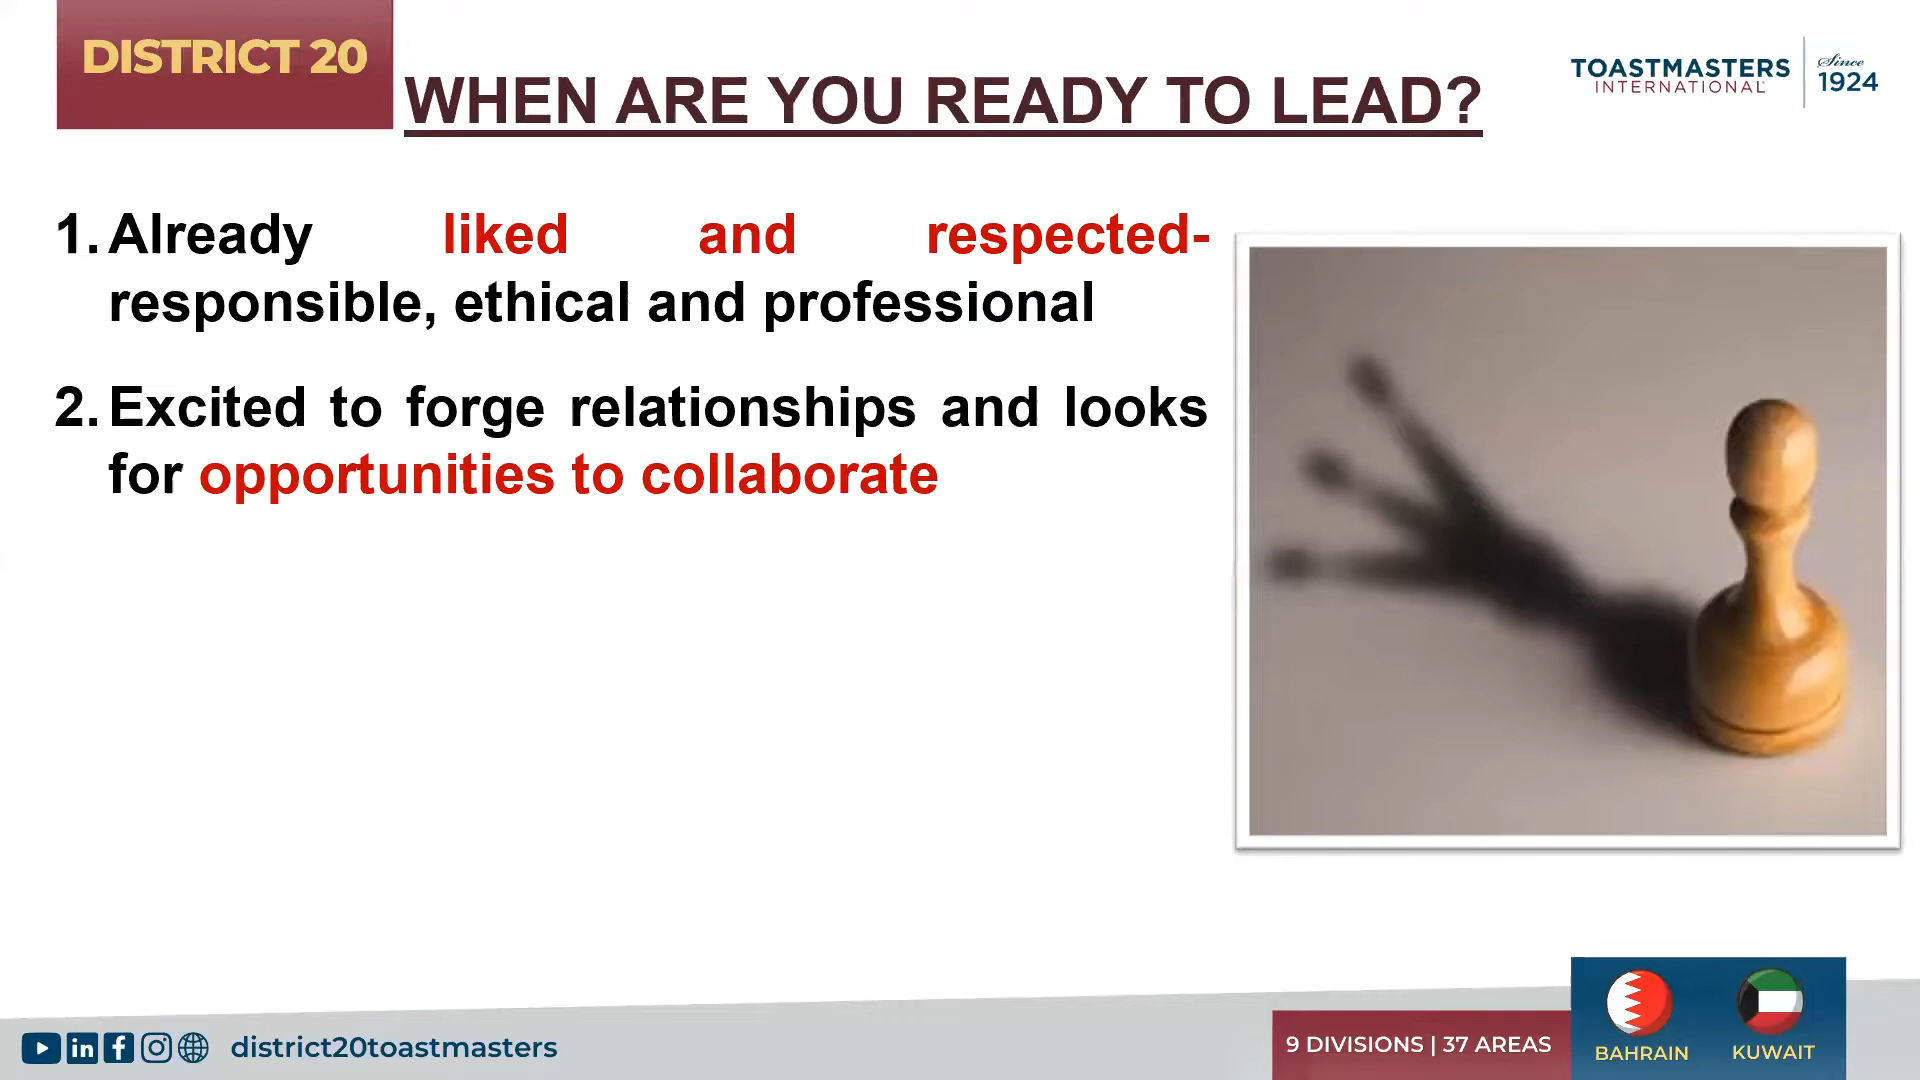 DISTRICT 20
WHEN ARE YOU READY TO LEAD?
TOASTMASTERS
INTERNATIONAL
Since
1924
1. Already liked and respected-
responsible, ethical and professional
2. Excited to forge relationships and looks
for opportunities to collaborate
district20toastmasters
9 DIVISIONS | 37 AREAS
BAHRAIN
KUWAIT